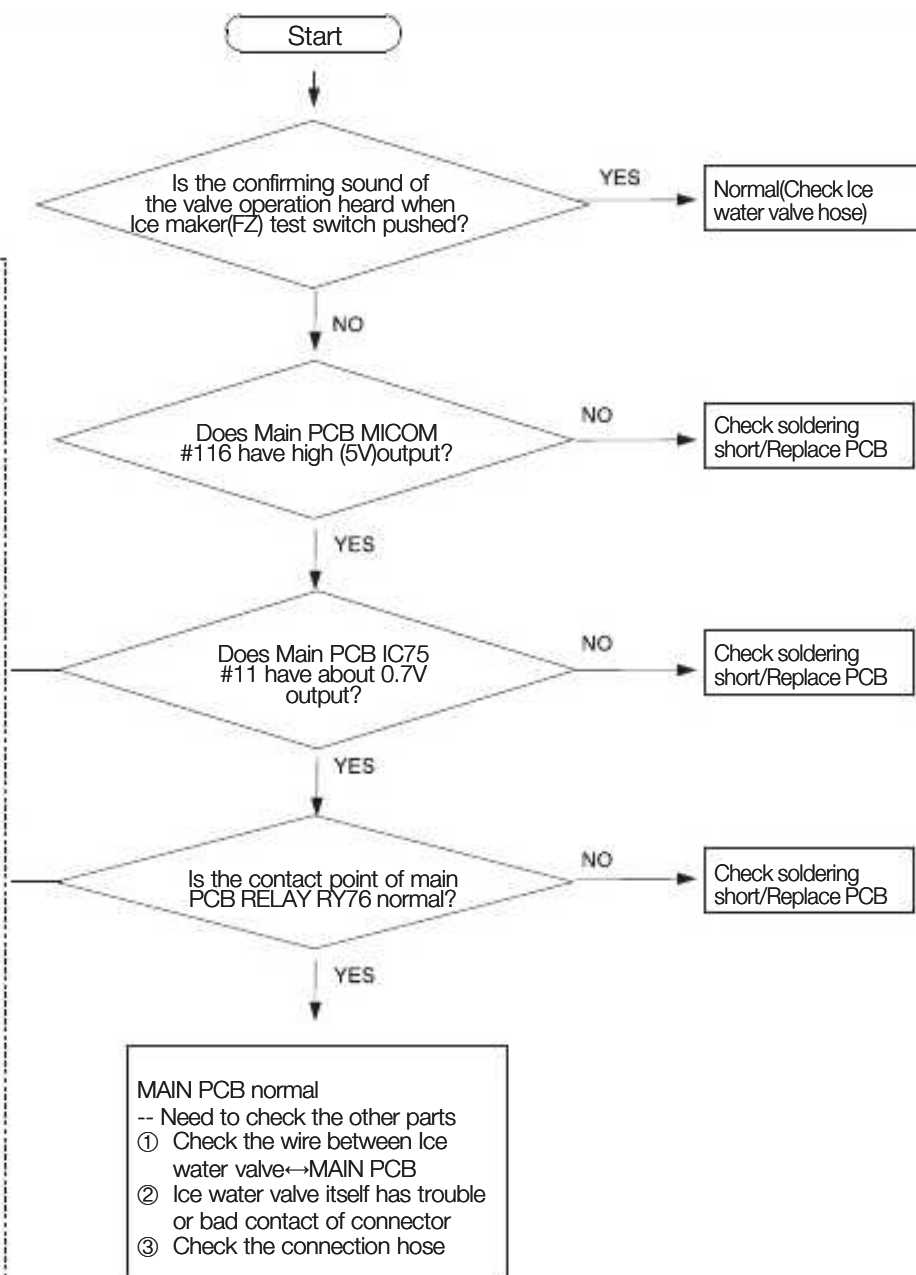 Start
Is the confirming sound of
the valve operation heard when
Ice maker(FZ) test switch pushed?
YES
Normal(Check Ice
water valve hose)
NO
Does Main PCB MICOM
#116 have high (5V)output?
NO
Check soldering
short/Replace PCB
YES
Does Main PCB IC75
#11 have about 0.7V
output?
NO
Check soldering
short/Replace PCB
YES
Is the contact point of main
PCB RELAY RY76 normal?
NO
Check soldering
short/Replace PCB
YES
MAIN PCB normal
-- Need to check the other parts
① Check the wire between Ice
water valve↔MAIN PCB
② Ice water valve itself has trouble
or bad contact of connector
③ Check the connection hose